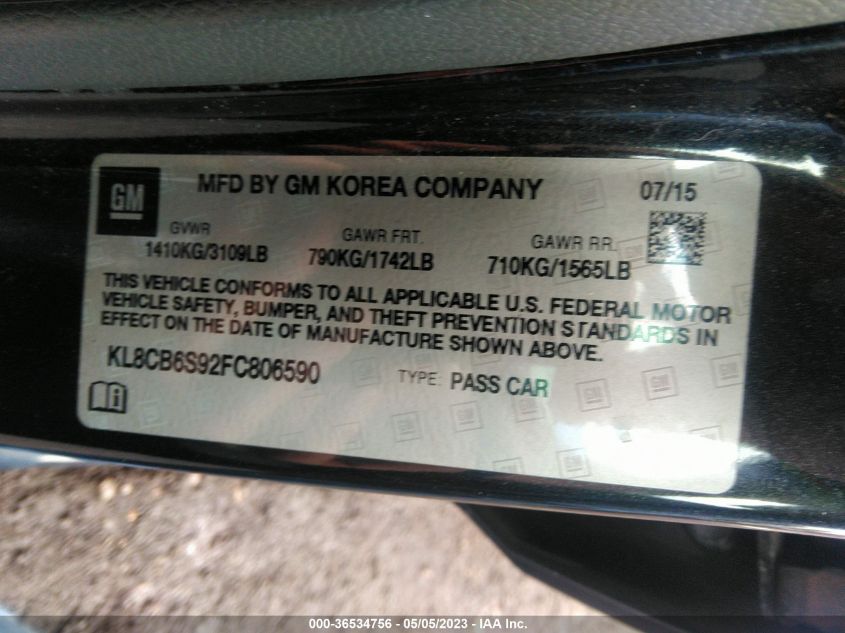 GM
MFD BY GM KOREA COMPANY 07/15
GVWR GAWR FRT. GAWR RR.
1410KG/3109LB 790KG/1742LB 710KG/1565LB
THIS VEHICLE CONFORMS TO ALL APPLICABLE U.S. FEDERAL MOTOR
VEHICLE SAFETY, BUMPER, AND THEFT PREVENTION STANDARDS IN
EFFECT ON THE DATE OF MANUFACTURE SHOWN ABOVE.
KL8CB6S92FC806590 TYPE: PASS CAR
000-36534756 - 05/05/2023 - IAA Inc.